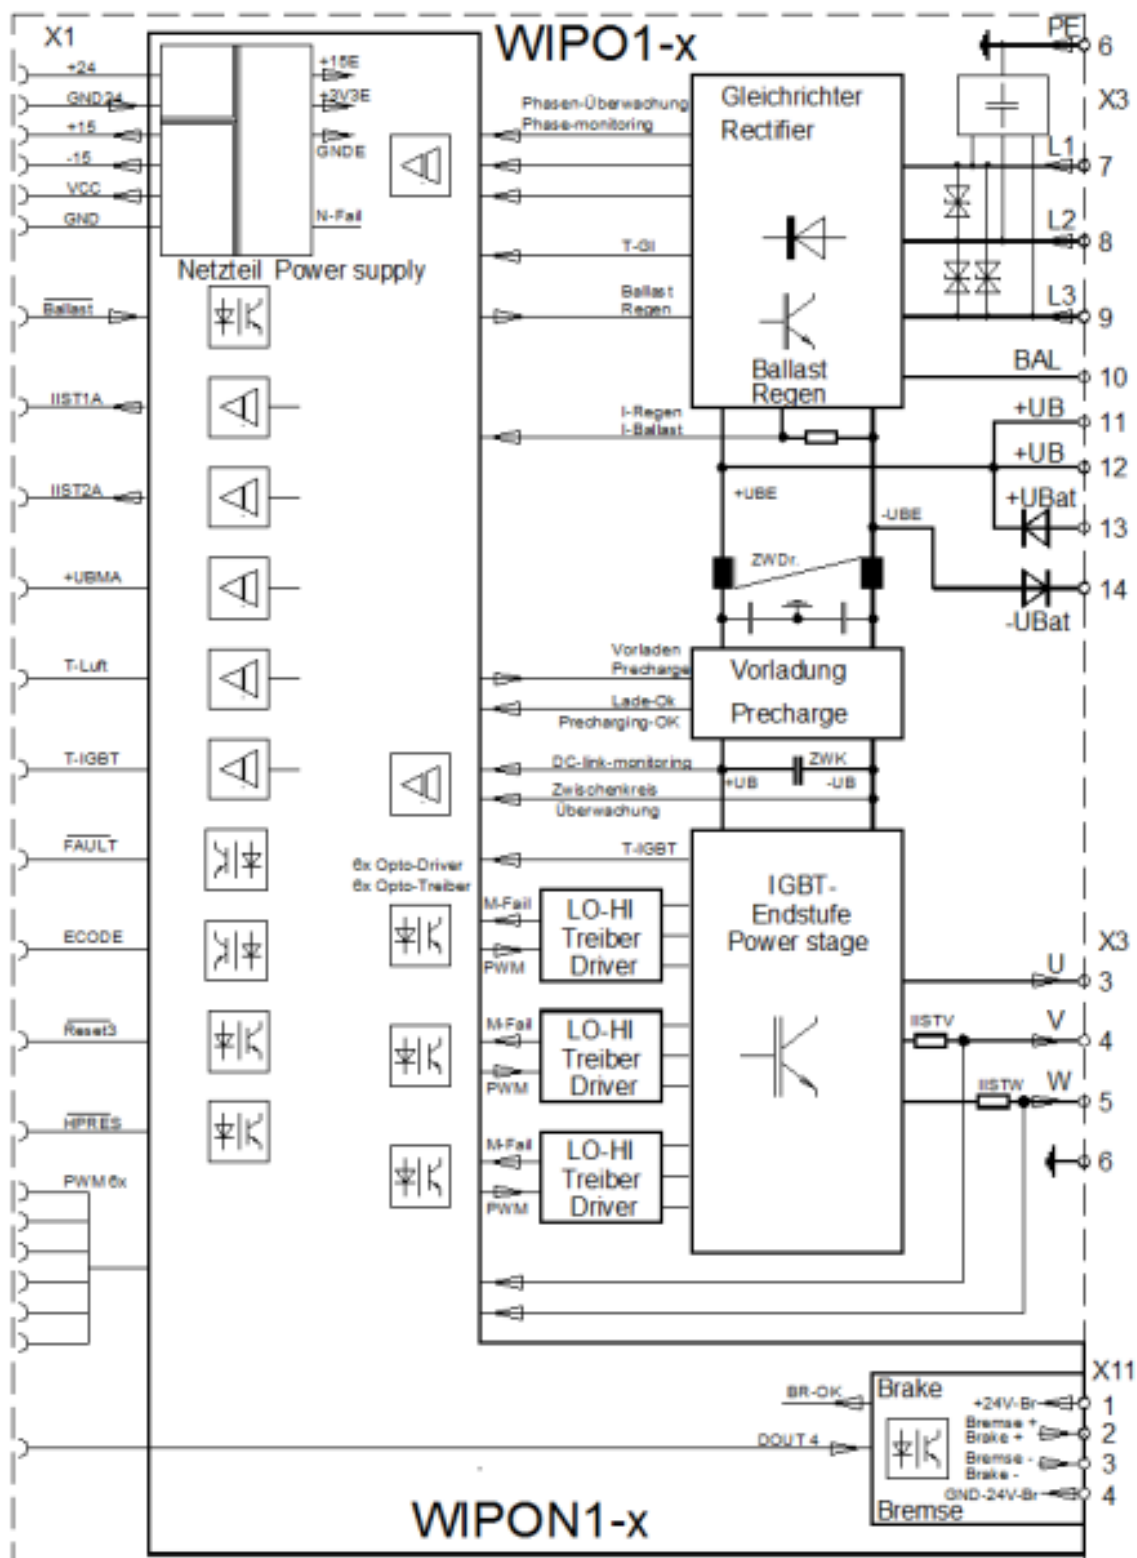 X1
WIPO1-x
PE
6
+24
+15E
GND24
+3V3E
Phasen-Überwachung
Gleichrichter
X3
+15
Phase-monitoring
Rectifier
GNDE
L1
-15
7
VCC
GND
N-Fail
L2
T-GI
8
Netzteil Power supply
Ballast
Ballast
Regen
L3
9
Ballast
Regen
BAL
10
IIST1A
I-Regen
+UB
I-Ballast
11
+UB
12
IIST2A
+UBE
+UBat
-UBE
13
ZWDr.
+UBMA
14
-UBat
Vorladen
T-Luft
Precharge
Vorladung
Lade-Ok
Precharging-OK
Precharge
T-IGBT
DC-link-monitoring
ZWK
+UB
-UB
Zwischenkreis
Überwachung
FAULT
T-IGBT
6x Opto-Driver
6x Opto-Treiber
IGBT-
Endstufe
Power stage
M-Fail
LO-HI
Treiber
Driver
PWM
ECODE
X3
U
3
Reset3
M-Fail
LO-HI
Treiber
Driver
PWM
IISTV
V
4
IISTW
W
5
HPRES
M-Fail
LO-HI
Treiber
Driver
PWM
6
PWM 6x
X11
BR-OK
Brake
+24V-Br
1
Bremse +
Brake +
2
DOUT 4
Bremse -
Brake -
3
GND-24V-Br
4
Bremse
WIPON1-x